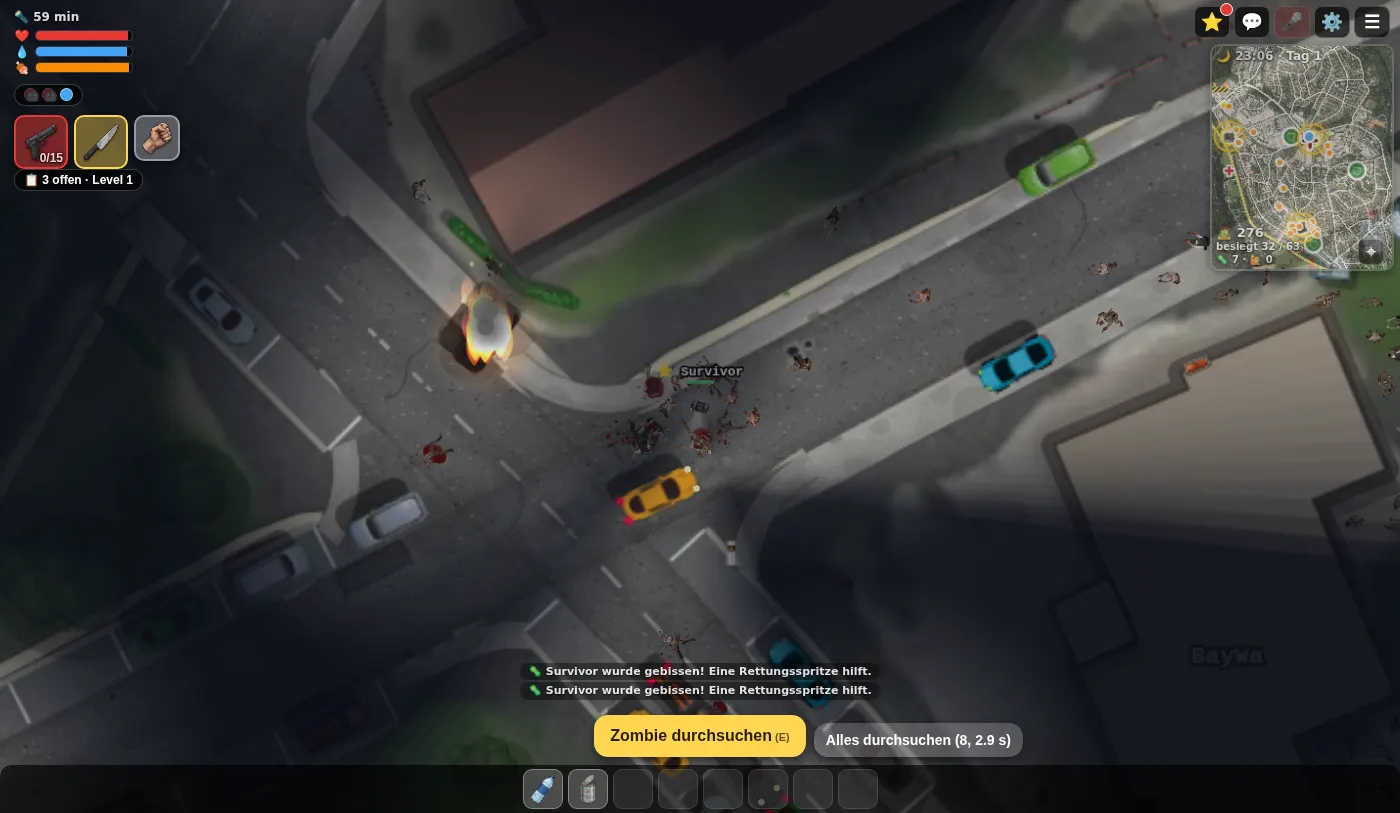 59 min
23:06 · Tag 1
0/15
3 offen · Level 1
276
besiegt 32 / 63
7 · 0
Survivor
BayWa
Survivor wurde gebissen! Eine Rettungsspritze hilft.
Survivor wurde gebissen! Eine Rettungsspritze hilft.
Zombie durchsuchen (E)
Alles durchsuchen (8, 2.9 s)